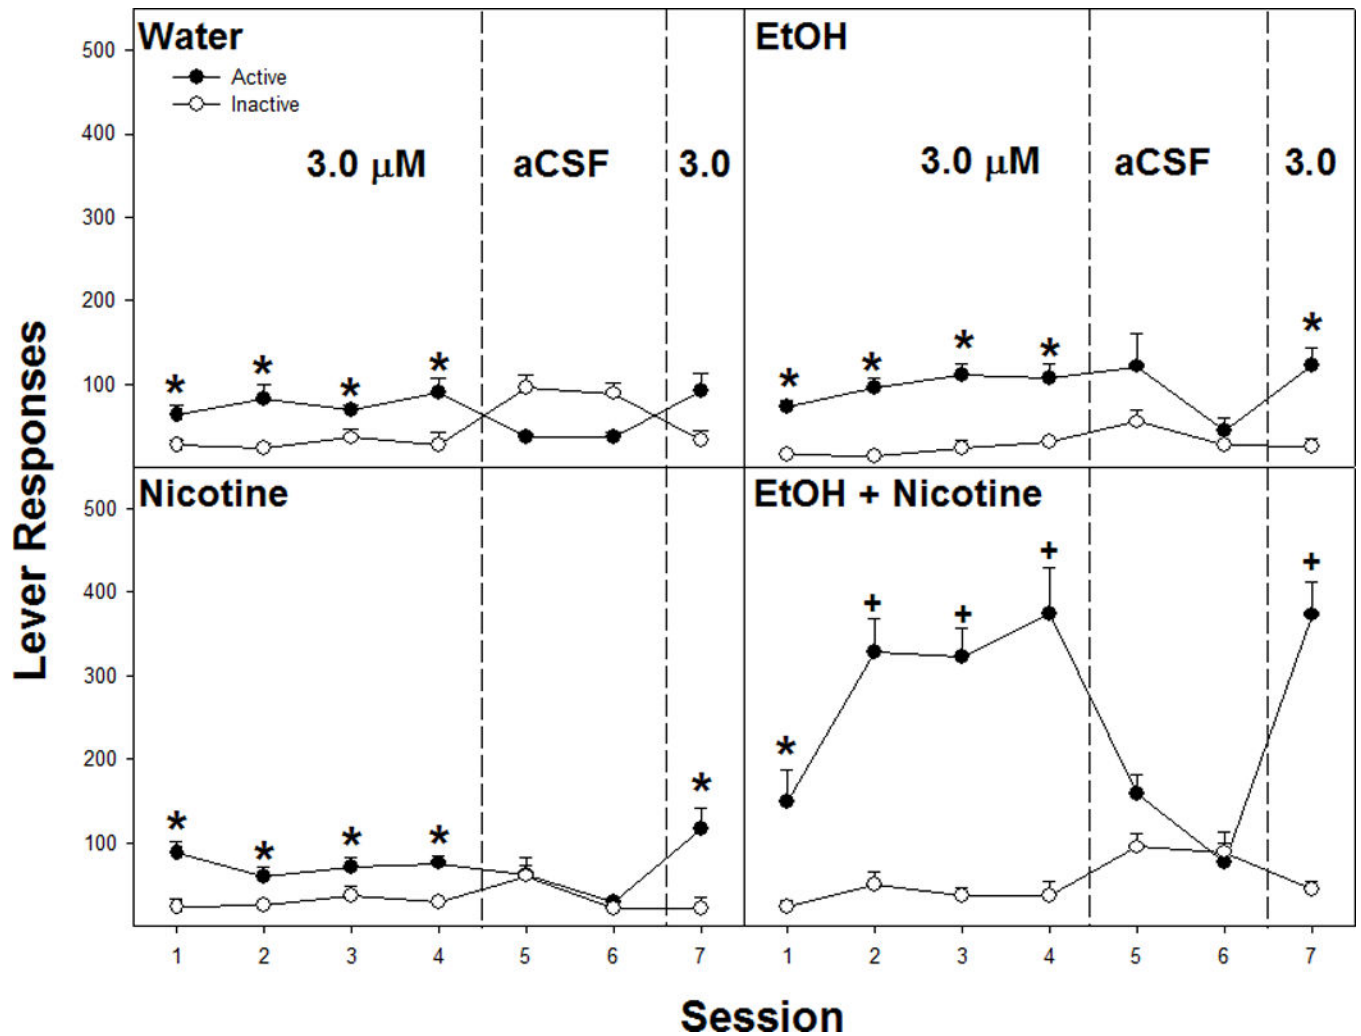 Water
EtOH
Active
Inactive
3.0 μM
aCSF
3.0
3.0 μM
aCSF
3.0
500
400
300
200
100
* * * *
* * * * *
Nicotine
EtOH + Nicotine
500
400
300
200
100
* * * * *
* + + + +
1 2 3 4 5 6 7
1 2 3 4 5 6 7
Lever Responses
Session